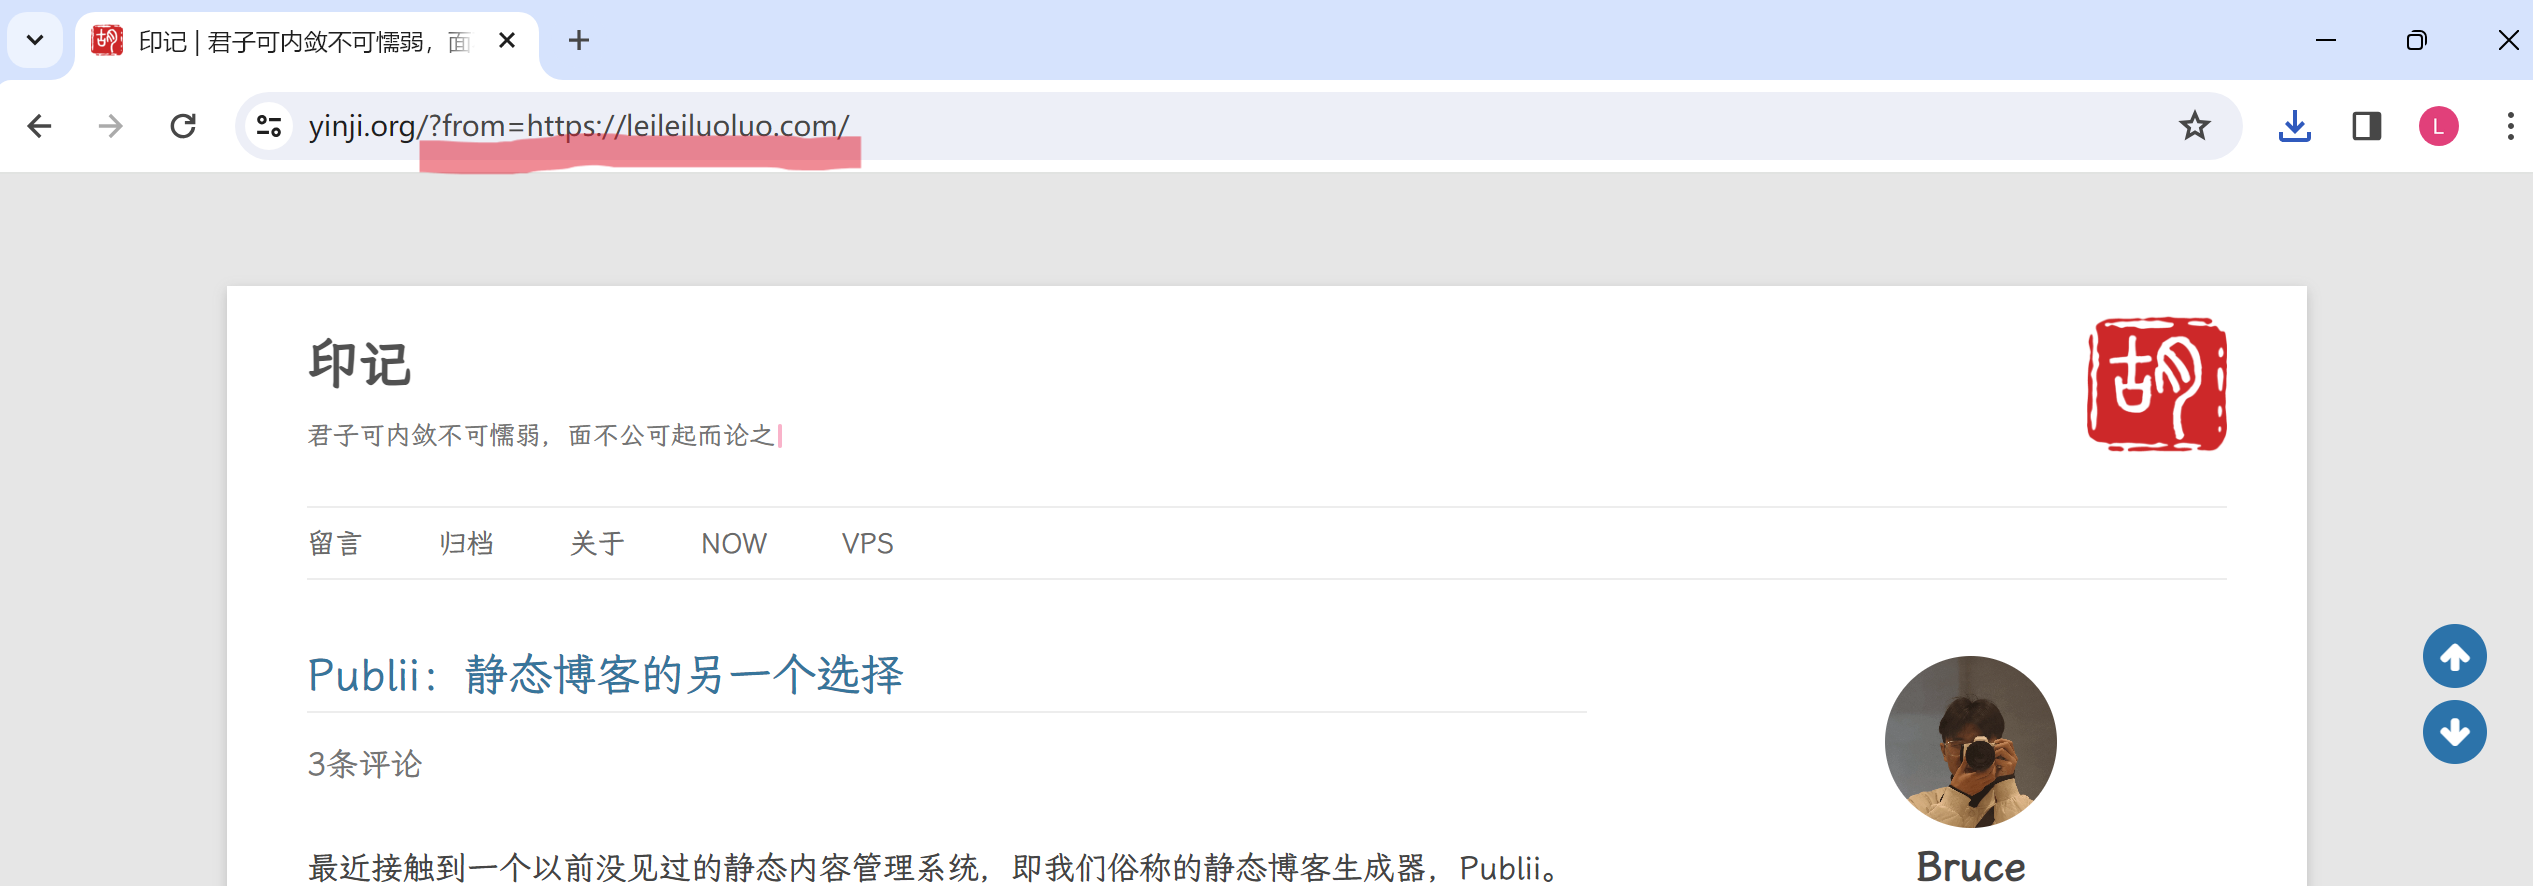 印记 | 君子可内敛不可懦弱，面
yinji.org/?from=https://leileiluoluo.com/
L
印记
胡
君子可内敛不可懦弱，面不公可起而论之
留言 归档 关于 NOW VPS
Publii：静态博客的另一个选择
3条评论
最近接触到一个以前没见过的静态内容管理系统，即我们俗称的静态博客生成器，Publii。
Bruce